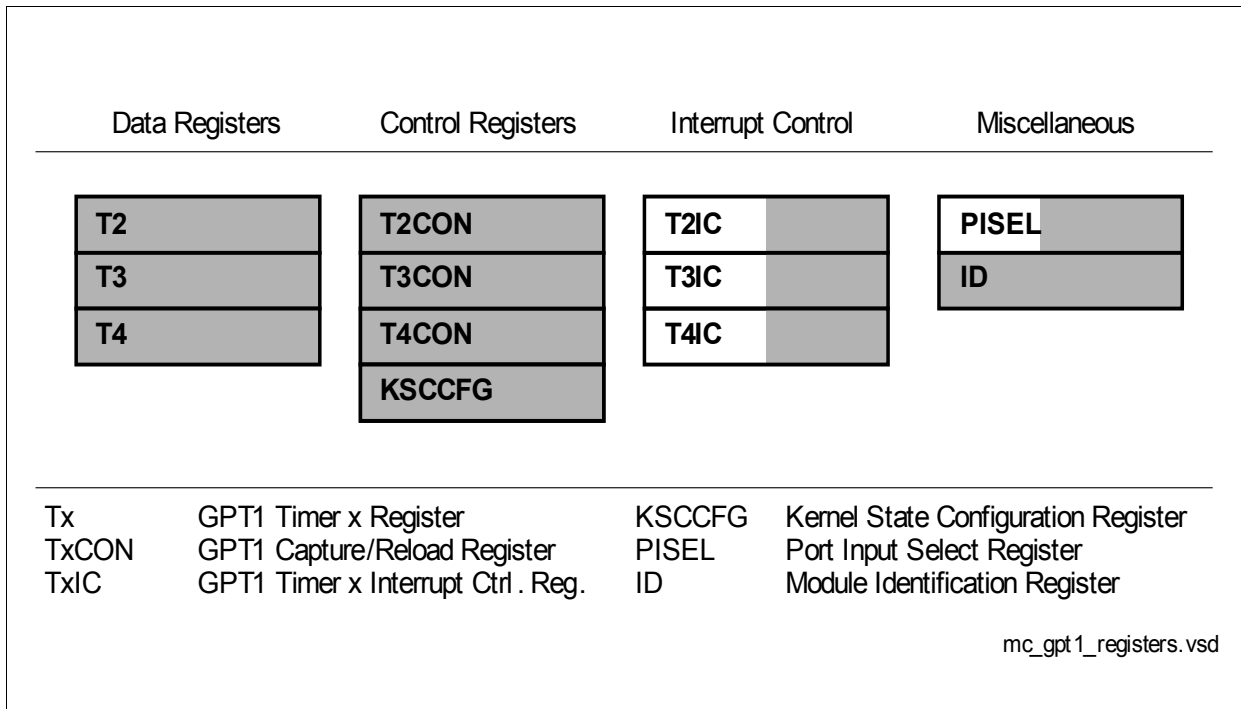 Data Registers Control Registers Interrupt Control Miscellaneous
T2 T2CON T2IC PISEL
T3 T3CON T3IC ID
T4 T4CON T4IC
KSCCFG
Tx GPT1 Timer x Register KSCCFG Kernel State Configuration Register
TxCON GPT1 Capture/Reload Register PISEL Port Input Select Register
TxIC GPT1 Timer x Interrupt Ctrl. Reg. ID Module Identification Register
mc_gpt1_registers.vsd